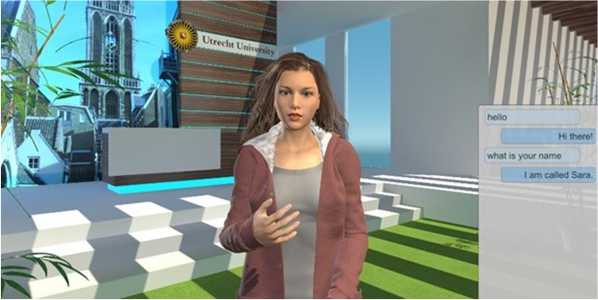 Utrecht University
hello
Hi there!
what is your name
I am called Sara.